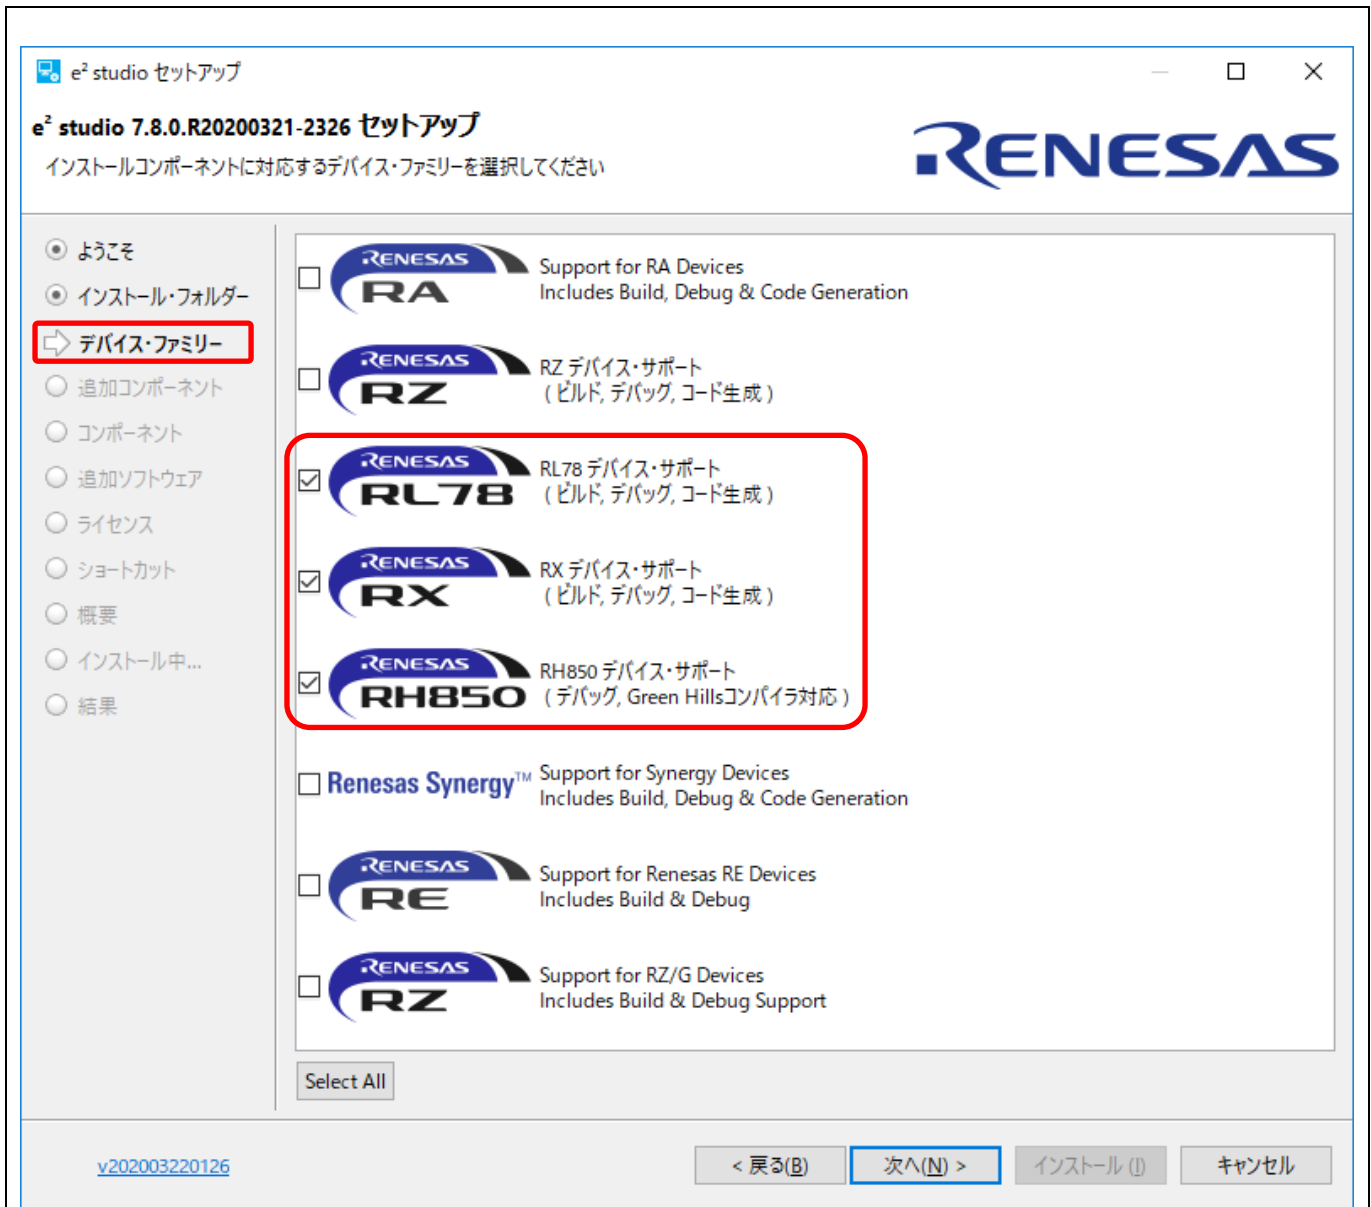 e² studio セットアップ
e² studio 7.8.0.R20200321-2326 セットアップ
インストールコンポーネントに対応するデバイス・ファミリーを選択してください
RENESAS
ようこそ
インストール・フォルダー
デバイス・ファミリー
追加コンポーネント
コンポーネント
追加ソフトウェア
ライセンス
ショートカット
概要
インストール中...
結果
RENESAS
RA
Support for RA Devices
Includes Build, Debug & Code Generation
RENESAS
RZ
RZ デバイス・サポート
( ビルド, デバッグ, コード生成 )
RENESAS
RL78
RL78 デバイス・サポート
( ビルド, デバッグ, コード生成 )
RENESAS
RX
RX デバイス・サポート
( ビルド, デバッグ, コード生成 )
RENESAS
RH850
RH850 デバイス・サポート
( デバッグ, Green Hillsコンパイラ対応 )
Renesas Synergy™
Support for Synergy Devices
Includes Build, Debug & Code Generation
RENESAS
RE
Support for Renesas RE Devices
Includes Build & Debug
RENESAS
RZ
Support for RZ/G Devices
Includes Build & Debug Support
Select All
v202003220126
< 戻る(B)
次へ(N) >
インストール (I)
キャンセル